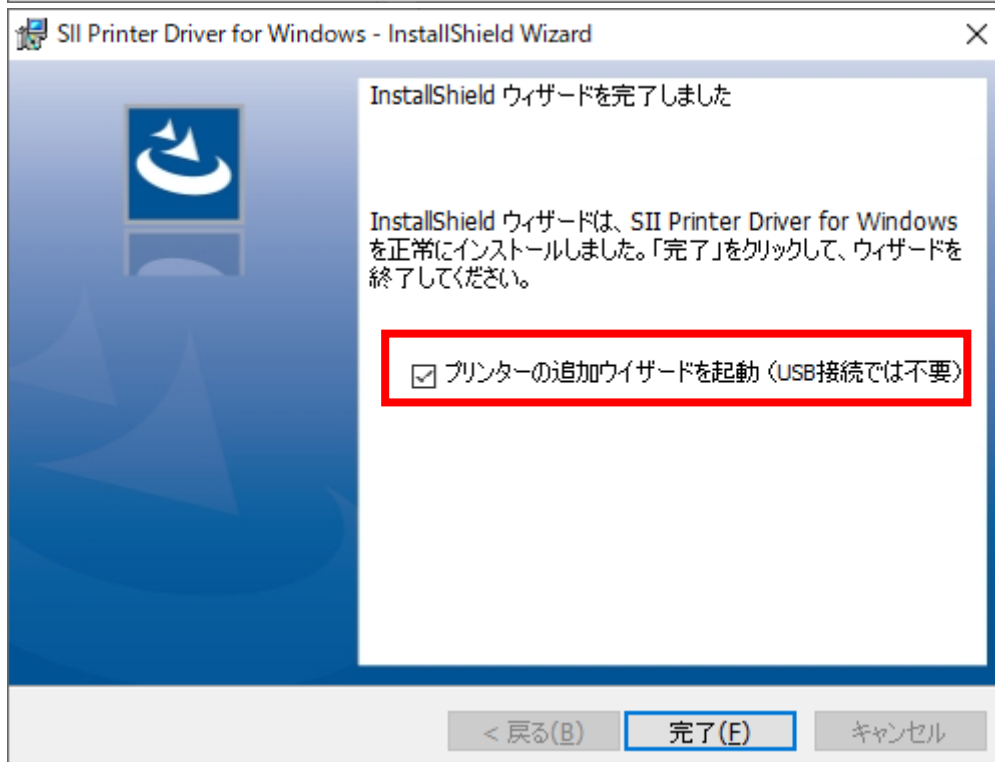 SII Printer Driver for Windows - InstallShield Wizard
InstallShield ウィザードを完了しました
InstallShield ウィザードは、SII Printer Driver for Windows
を正常にインストールしました。「完了」をクリックして、ウィザードを
終了してください。
プリンターの追加ウイザードを起動（USB接続では不要）
< 戻る(B)
完了(F)
キャンセル